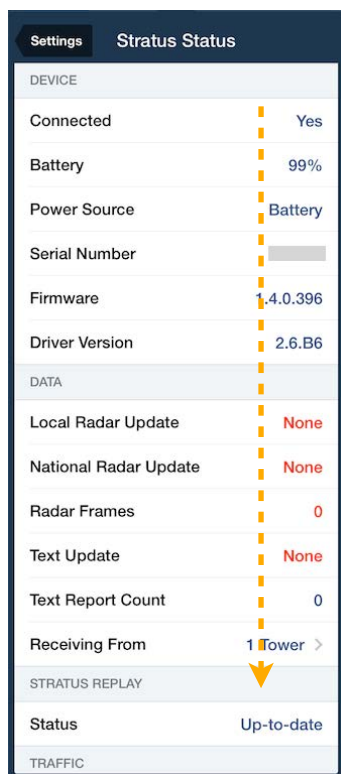 Settings Stratus Status
DEVICE
Connected Yes
Battery 99%
Power Source Battery
Serial Number
Firmware 1.4.0.396
Driver Version 2.6.B6
DATA
Local Radar Update None
National Radar Update None
Radar Frames 0
Text Update None
Text Report Count 0
Receiving From 1 Tower >
STRATUS REPLAY
Status Up-to-date
TRAFFIC